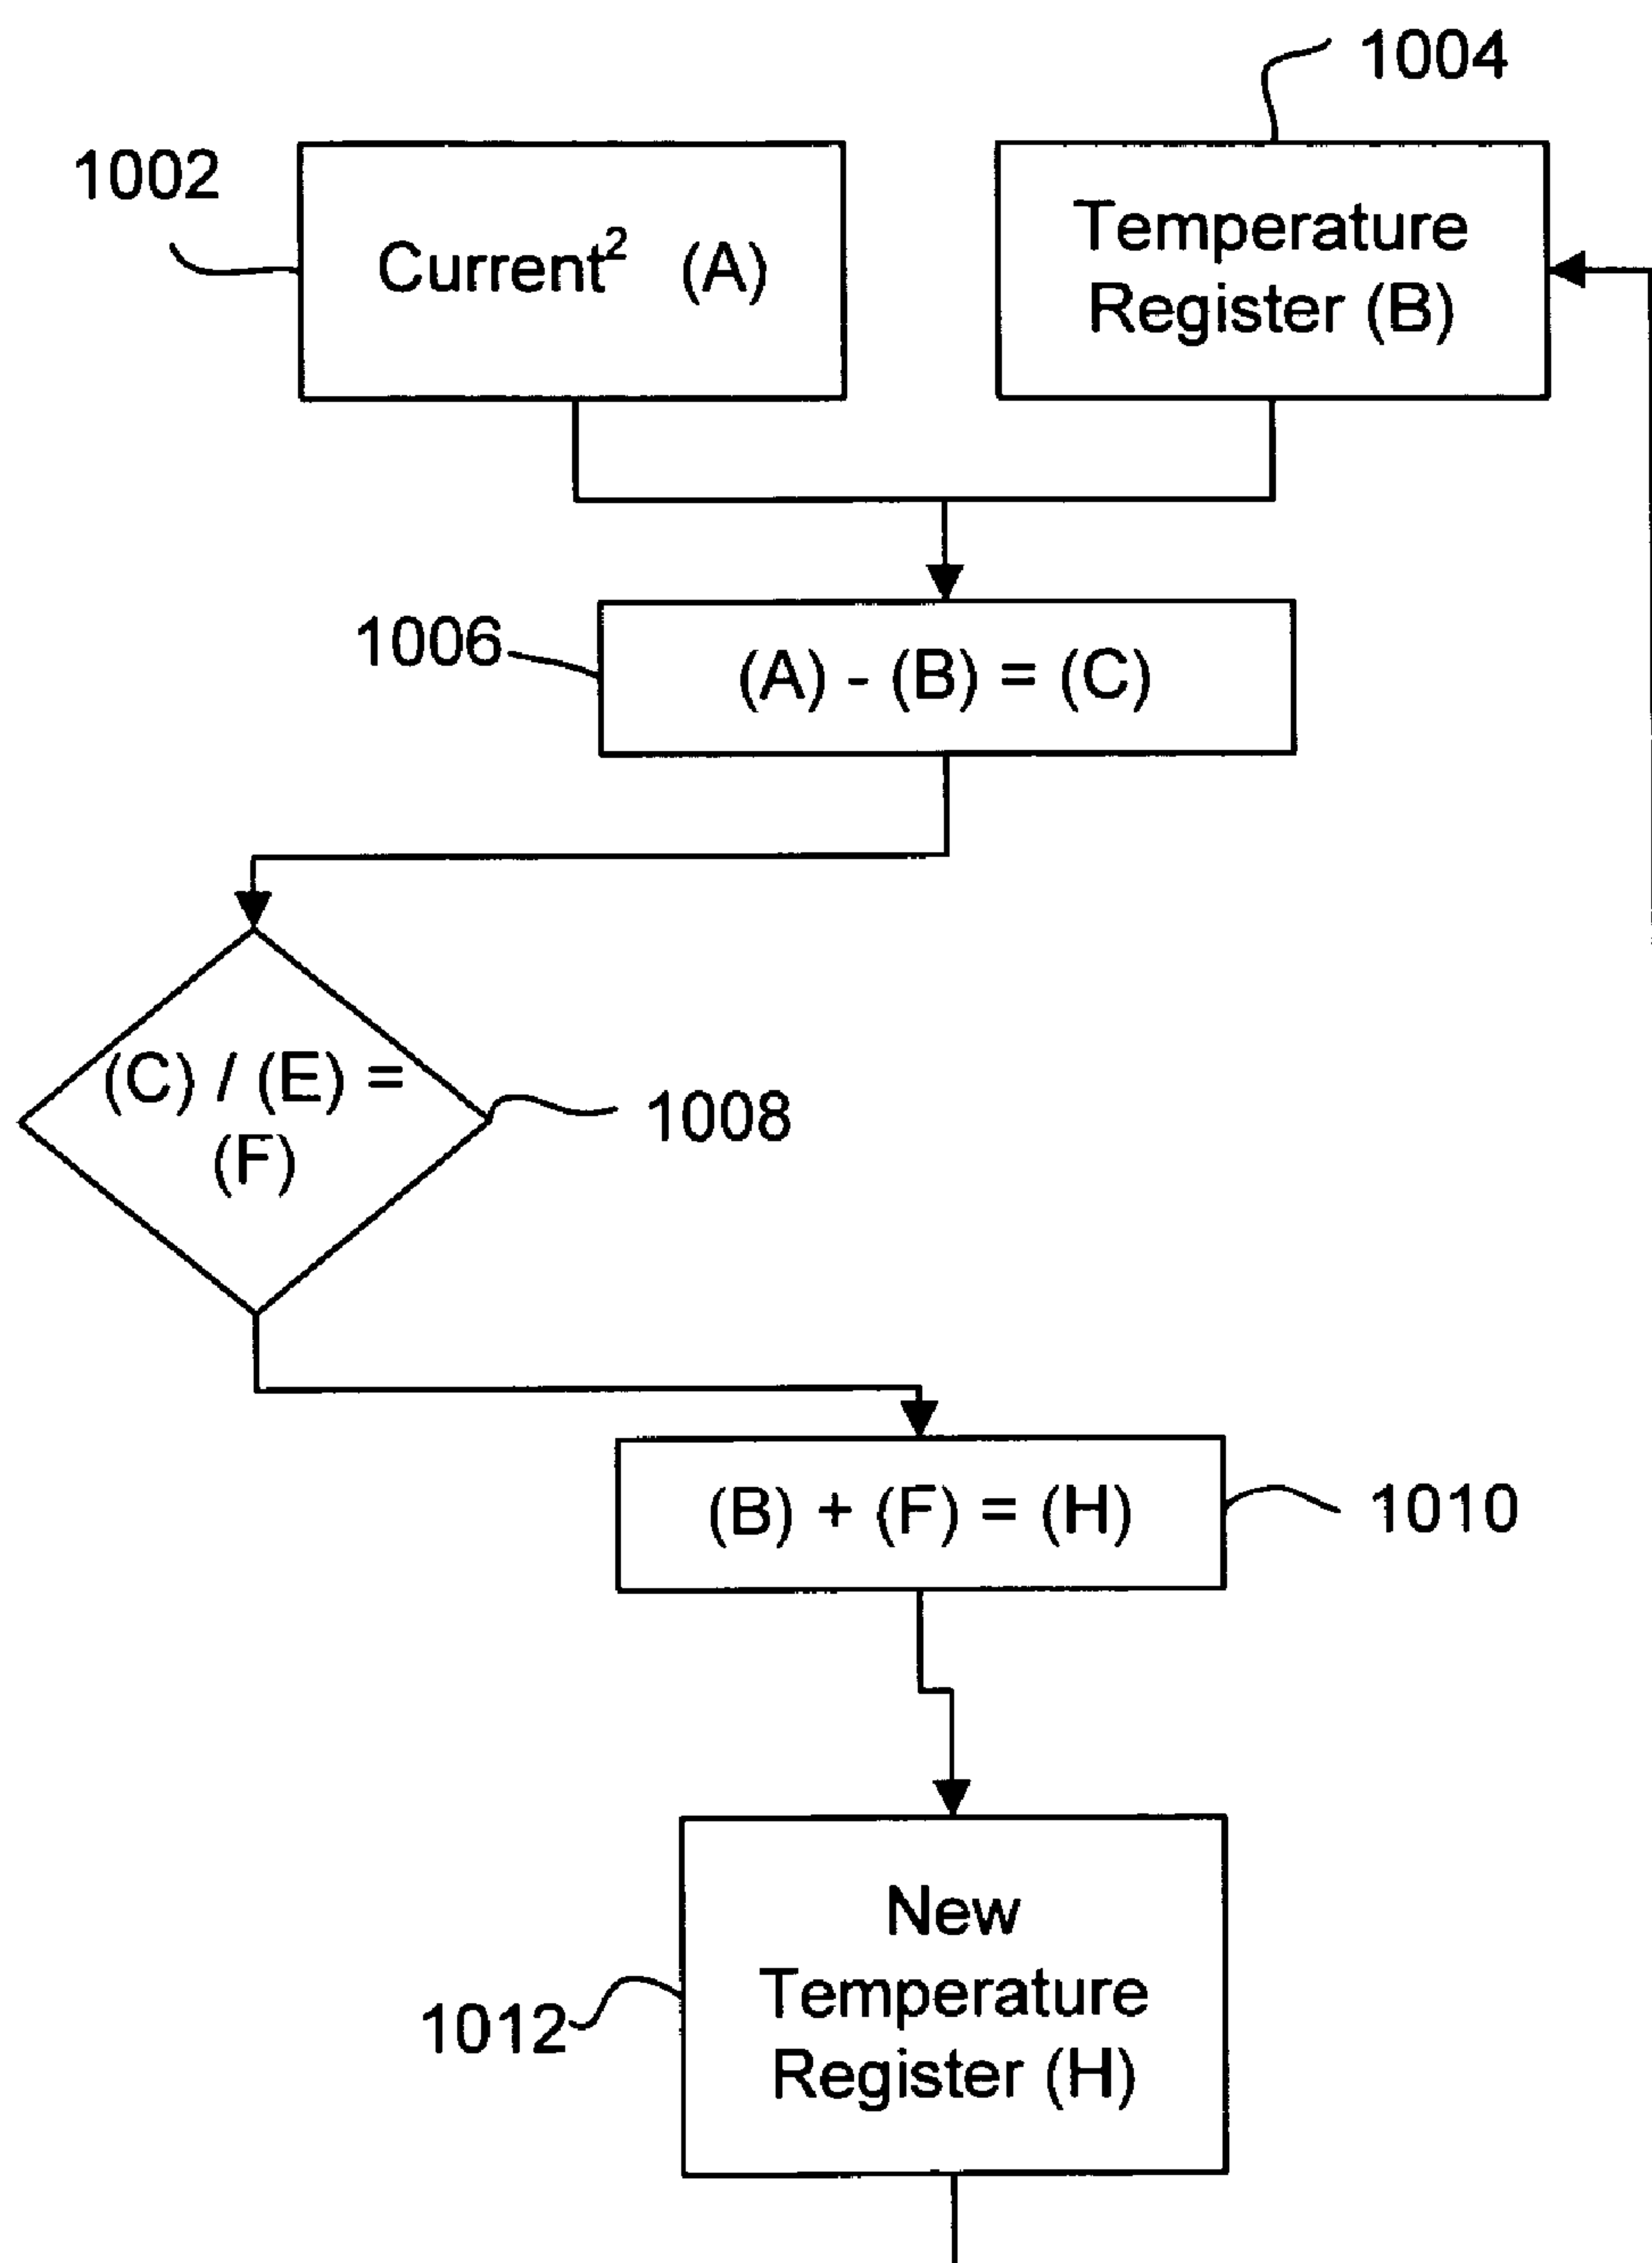 1004
1002
Current² (A)
Temperature
Register (B)
1006
(A) - (B) = (C)
(C) / (E) =
(F)
1008
(B) + (F) = (H)
1010
New
Temperature
Register (H)
1012